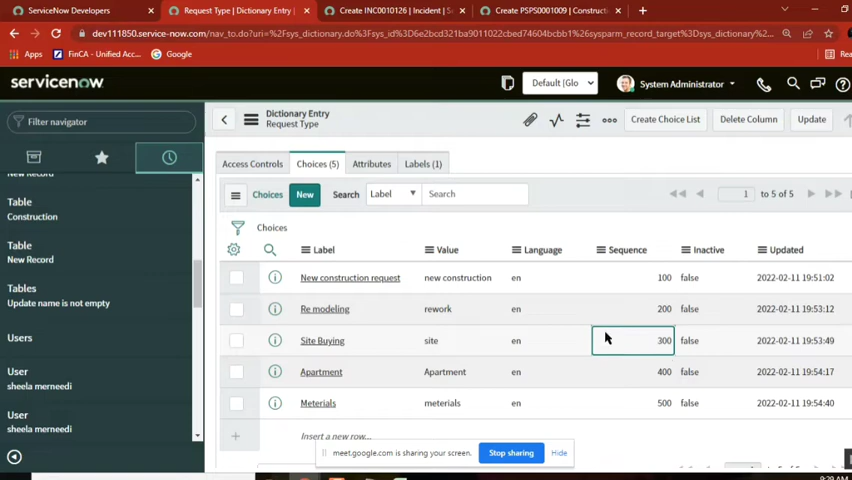 ServiceNow Developers
Request Type | Dictionary Entry |
Create INC0010126 | Incident | Se
Create PSPS0001009 | Constructi
dev111850.service-now.com/nav_to.do?uri=%2Fsys_dictionary.do%3Fsys_id%3D6e2bcd31ba9011022d3160974604bcbb1%26sysparm_record_target%3Dsys_dictionary%...
Apps
FinCA - Unified Acc...
Google
Rea
servicenow
Default |Glo
System Administrator
Filter navigator
Dictionary Entry
Request Type
Create Choice List
Delete Column
Update
New Record
Table
Construction
Table
New Record
Tables
Update name is not empty
Users
User
sheela merneedi
User
sheela merneedi
Access Controls
Choices (5)
Attributes
Labels (1)
Choices
New
Search
Label
Search
1 to 5 of 5
Choices
Label Value Language Sequence Inactive Updated
New construction request new construction en 100 false 2022-02-11 19:51:02
Re modeling rework en 200 false 2022-02-11 19:53:12
Site Buying site en 300 false 2022-02-11 19:53:49
Apartment Apartment en 400 false 2022-02-11 19:54:17
Meterials meterials en 500 false 2022-02-11 19:54:40
Insert a new row...
meet.google.com is sharing your screen.
Stop sharing
Hide